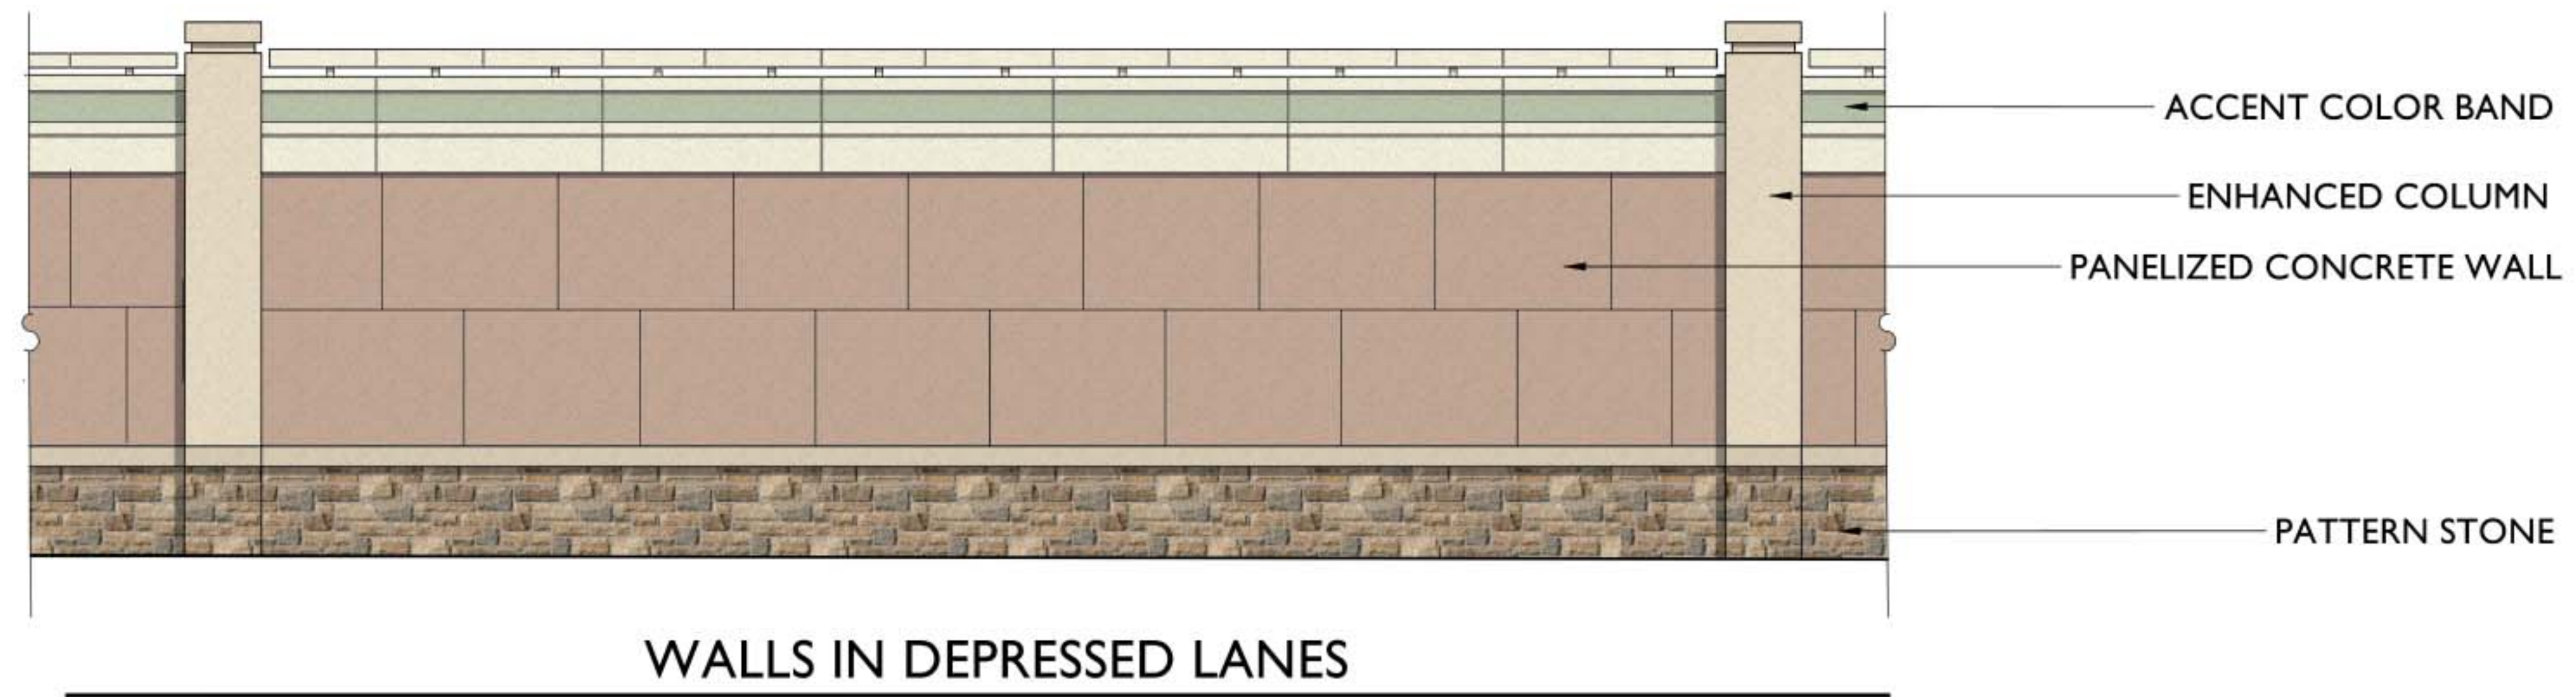 ACCENT COLOR BAND
ENHANCED COLUMN
PANELIZED CONCRETE WALL
PATTERN STONE
WALLS IN DEPRESSED LANES